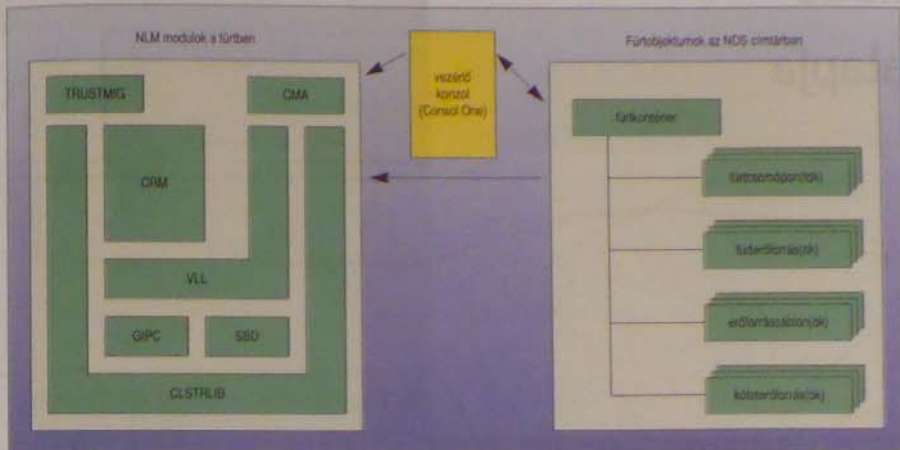 NLM modulok a fürtben
TRUSTMIG
CMA
CRM
VLL
GIPC
SBD
CLSTRLIB
vezérlő
konzol
(Consol One)
Fürtobjektumok az NDS címtárban
fürtkonténer
fürtcsomópont(ok)
fürterőforrás(ok)
erőforrássablon(ok)
köteterőforrás(ok)